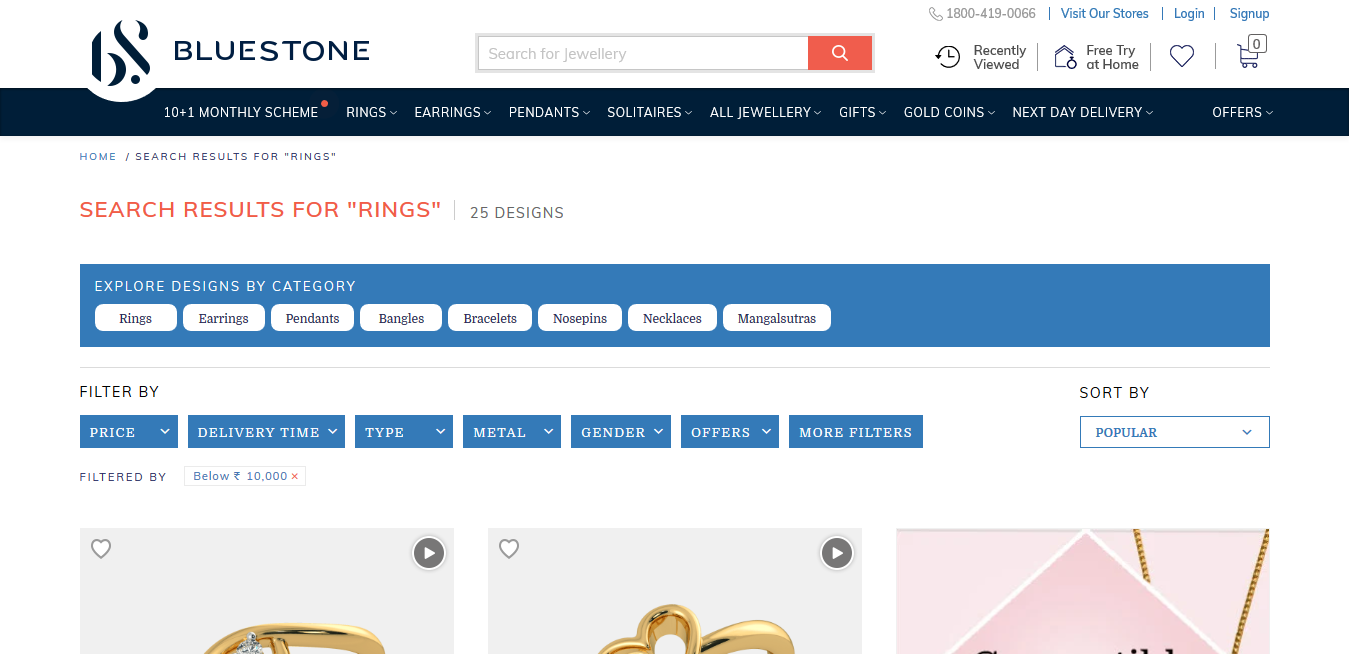 1800-419-0066 | Visit Our Stores | Login | Signup
BLUESTONE
Search for Jewellery
Recently Viewed
Free Try at Home
0
10+1 MONTHLY SCHEME RINGS EARRINGS PENDANTS SOLITAIRES ALL JEWELLERY GIFTS GOLD COINS NEXT DAY DELIVERY OFFERS
HOME / SEARCH RESULTS FOR "RINGS"
SEARCH RESULTS FOR "RINGS" | 25 DESIGNS
EXPLORE DESIGNS BY CATEGORY
Rings Earrings Pendants Bangles Bracelets Nosepins Necklaces Mangalsutras
FILTER BY
SORT BY
PRICE DELIVERY TIME TYPE METAL GENDER OFFERS MORE FILTERS
POPULAR
FILTERED BY Below ₹ 10,000 ×